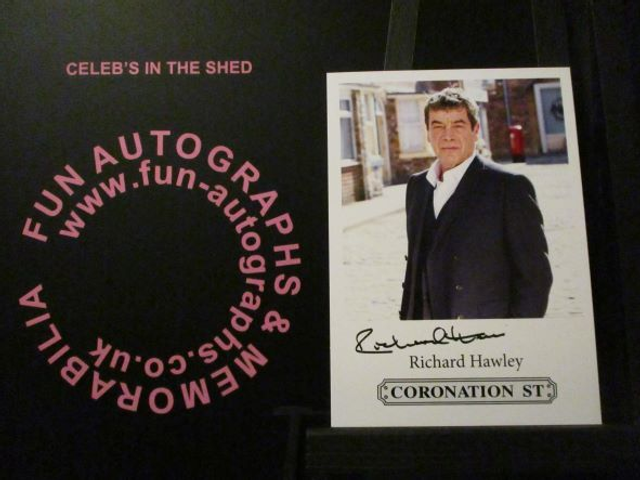 CELEB'S IN THE SHED
FUN AUTOGRAPHS & MEMORABILIA
www.fun-autographs.co.uk
Richard Hawley
CORONATION ST